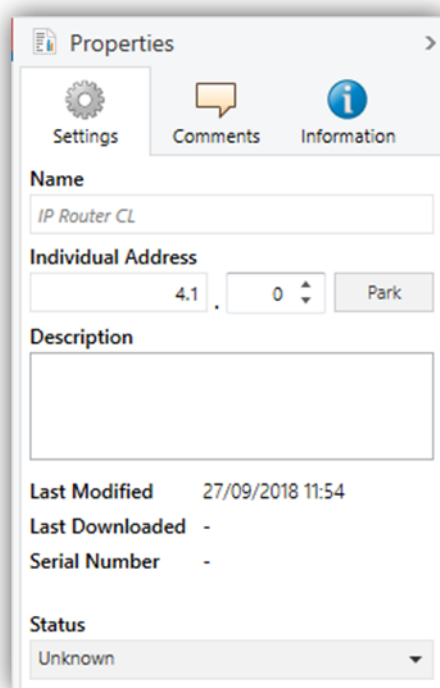 Properties
Settings Comments Information
Name
IP Router CL
Individual Address
4.1 . 0 Park
Description
Last Modified 27/09/2018 11:54
Last Downloaded -
Serial Number -
Status
Unknown